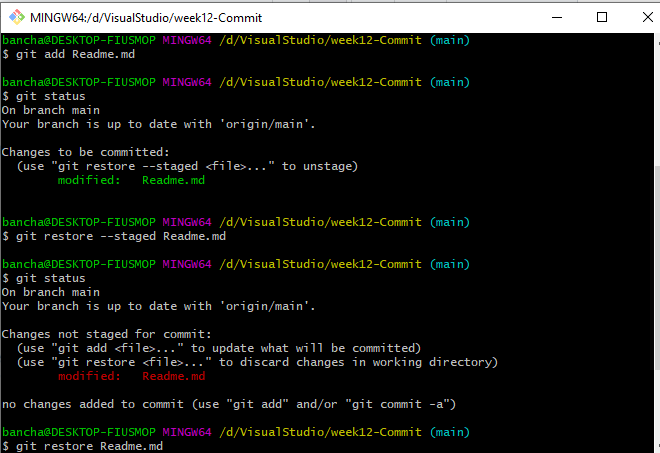 MINGW64:/d/VisualStudio/week12-Commit
bancha@DESKTOP-FIUSMOP MINGW64 /d/VisualStudio/week12-Commit (main)
$ git add Readme.md
bancha@DESKTOP-FIUSMOP MINGW64 /d/VisualStudio/week12-Commit (main)
$ git status
On branch main
Your branch is up to date with 'origin/main'.
Changes to be committed:
  (use "git restore --staged <file>..." to unstage)
        modified:   Readme.md
bancha@DESKTOP-FIUSMOP MINGW64 /d/VisualStudio/week12-Commit (main)
$ git restore --staged Readme.md
bancha@DESKTOP-FIUSMOP MINGW64 /d/VisualStudio/week12-Commit (main)
$ git status
On branch main
Your branch is up to date with 'origin/main'.
Changes not staged for commit:
  (use "git add <file>..." to update what will be committed)
  (use "git restore <file>..." to discard changes in working directory)
        modified:   Readme.md
no changes added to commit (use "git add" and/or "git commit -a")
bancha@DESKTOP-FIUSMOP MINGW64 /d/VisualStudio/week12-Commit (main)
$ git restore Readme.md